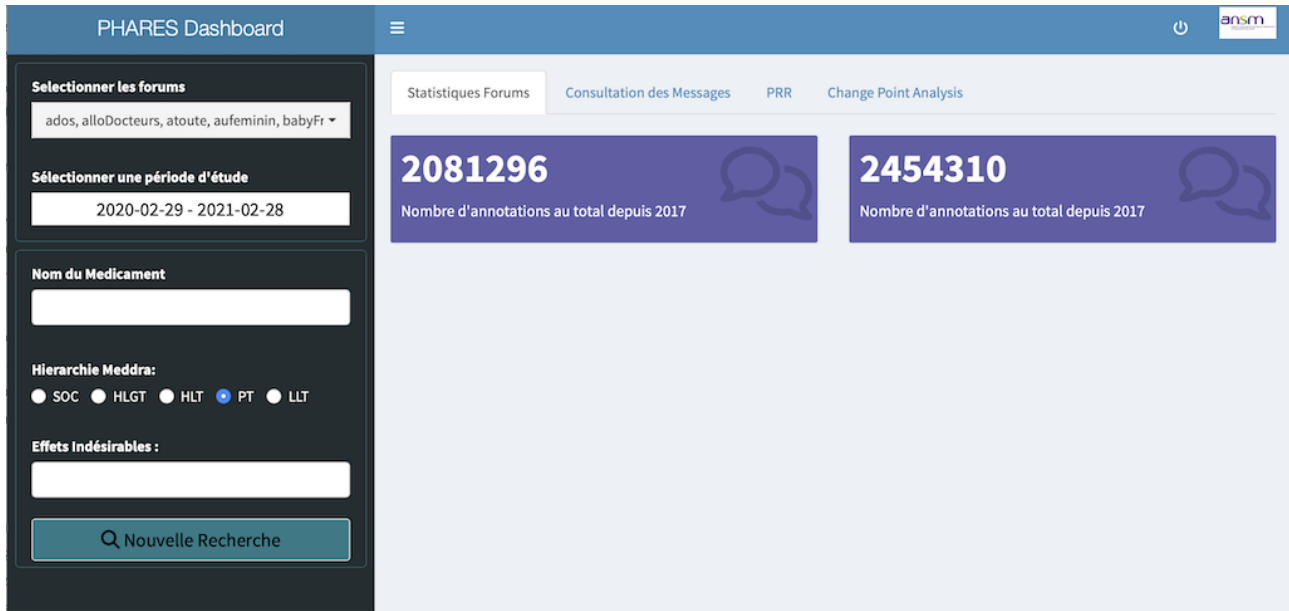 PHARES Dashboard
ansm
Selectionner les forums
ados, alloDocteurs, atoute, aufeminin, babyFr
Sélectionner une période d'étude
2020-02-29 - 2021-02-28
Nom du Medicament
Hierarchie Meddra:
SOC HLGT HLT PT LLT
Effets Indésirables :
Nouvelle Recherche
Statistiques Forums Consultation des Messages PRR Change Point Analysis
2081296
Nombre d'annotations au total depuis 2017
2454310
Nombre d'annotations au total depuis 2017